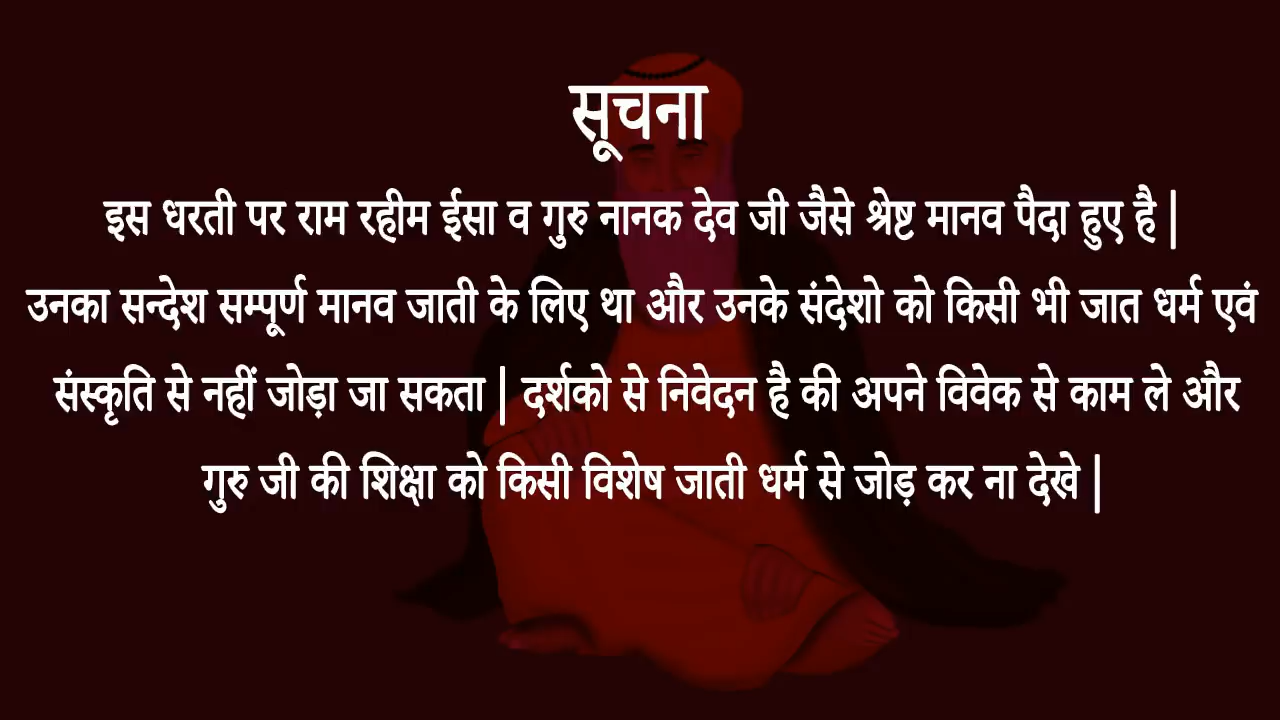 सूचना
इस धरती पर राम रहीम ईसा व गुरु नानक देव जी जैसे श्रेष्ट मानव पैदा हुए है |
उनका सन्देश सम्पूर्ण मानव जाती के लिए था और उनके संदेशो को किसी भी जात धर्म एवं
संस्कृति से नहीं जोड़ा जा सकता | दर्शको से निवेदन है की अपने विवेक से काम ले और
गुरु जी की शिक्षा को किसी विशेष जाती धर्म से जोड़ कर ना देखे |